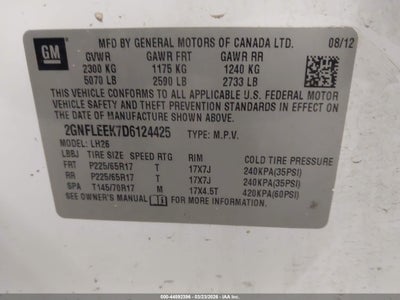 GM
MFD BY GENERAL MOTORS OF CANADA LTD. 08/12
GVWR GAWR FRT GAWR RR
2300 KG 1175 KG 1240 KG
5070 LB 2590 LB 2733 LB
THIS VEHICLE CONFORMS TO ALL APPLICABLE U.S. FEDERAL MOTOR
VEHICLE SAFETY AND THEFT PREVENTION STANDARDS IN EFFECT ON
THE DATE OF MANUFACTURE SHOWN ABOVE.
2GNFLEEK7D6124425 TYPE: M.P.V.
MODEL: LH26
LBBJ TIRE SIZE SPEED RTG RIM COLD TIRE PRESSURE
FRT P225/65R17 T 17X7J 240KPA(35PSI)
RR P225/65R17 T 17X7J 240KPA(35PSI)
SPA T145/70R17 M 17X4.5T 420KPA(60PSI)
SEE OWNER'S MANUAL FOR ADDITIONAL INFORMATION.